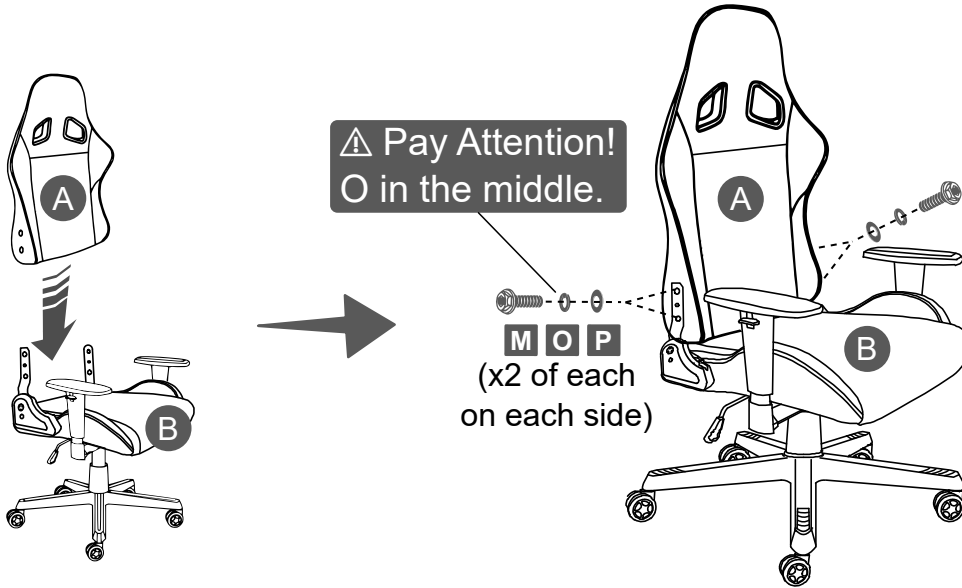 A
B
⚠ Pay Attention!
O in the middle.
A
M O P
(x2 of each
on each side)
B